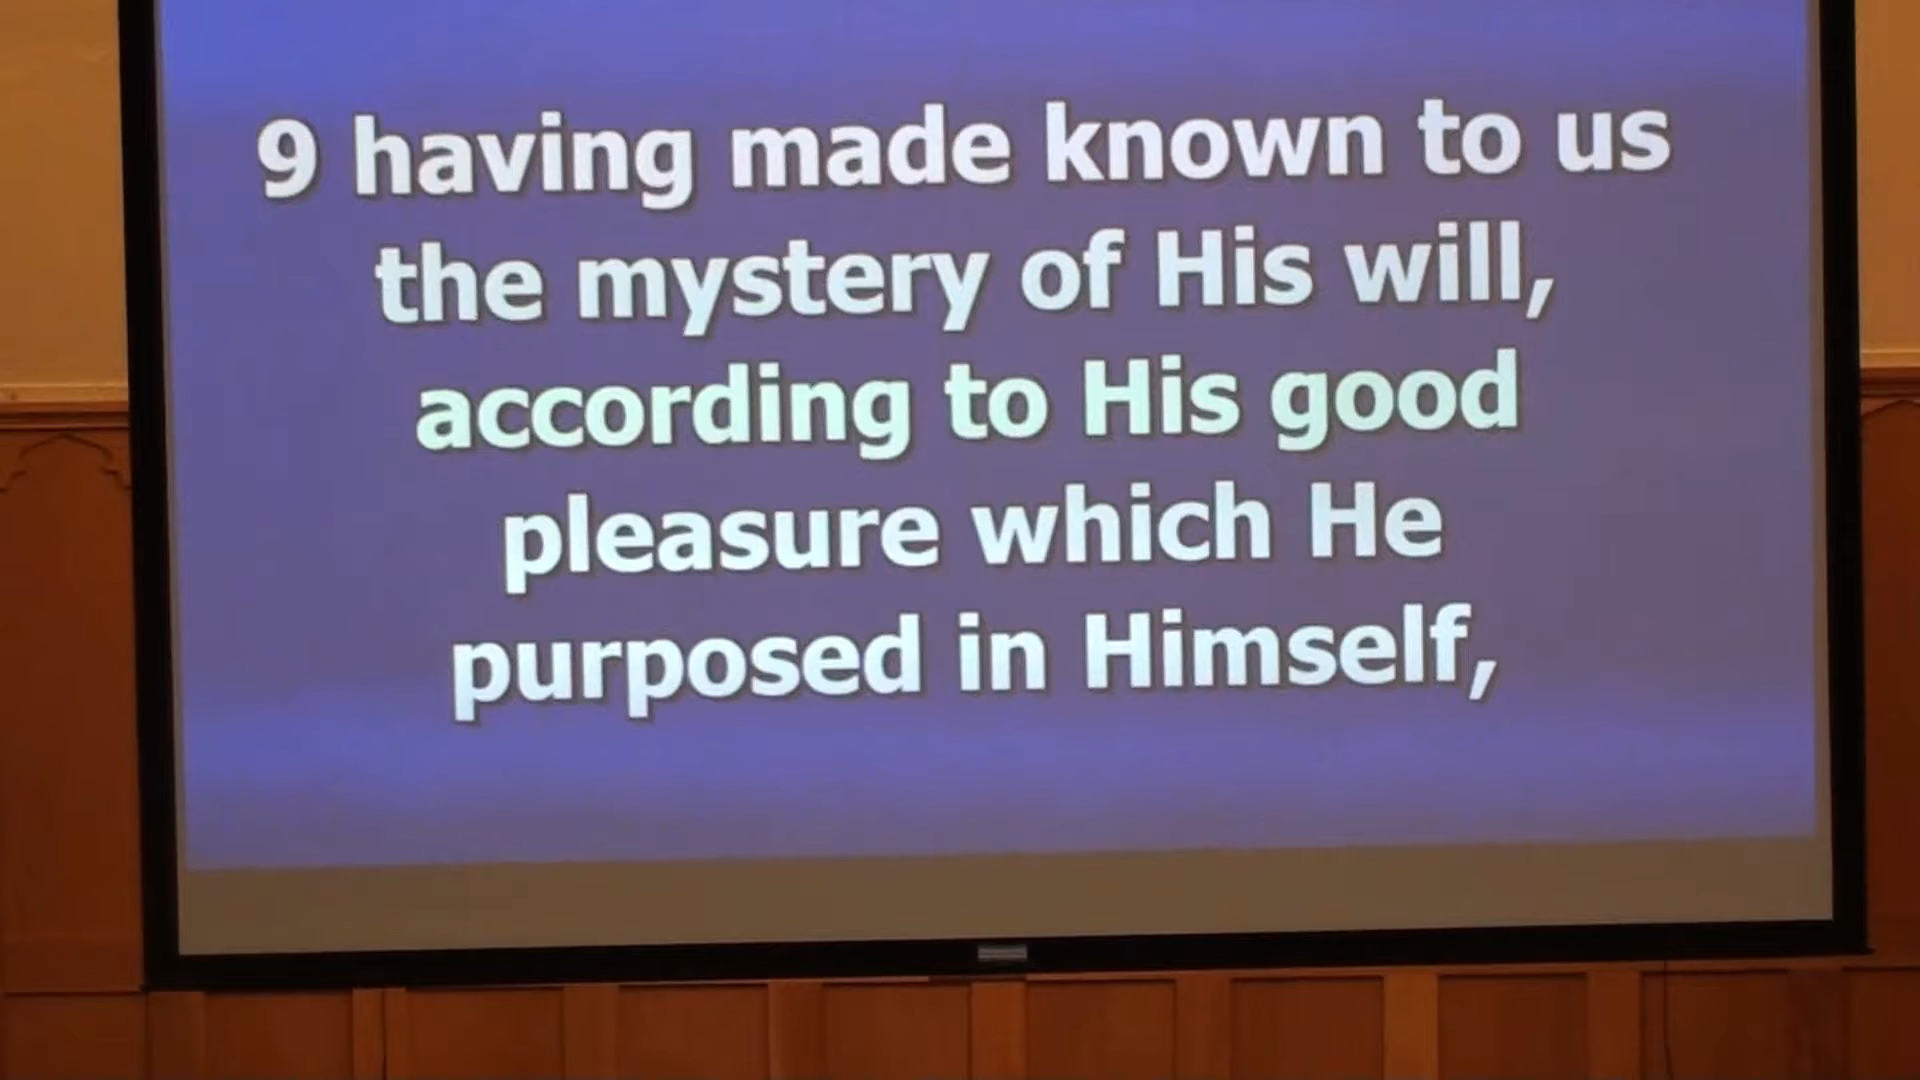 9 having made known to us
the mystery of His will,
according to His good
pleasure which He
purposed in Himself,